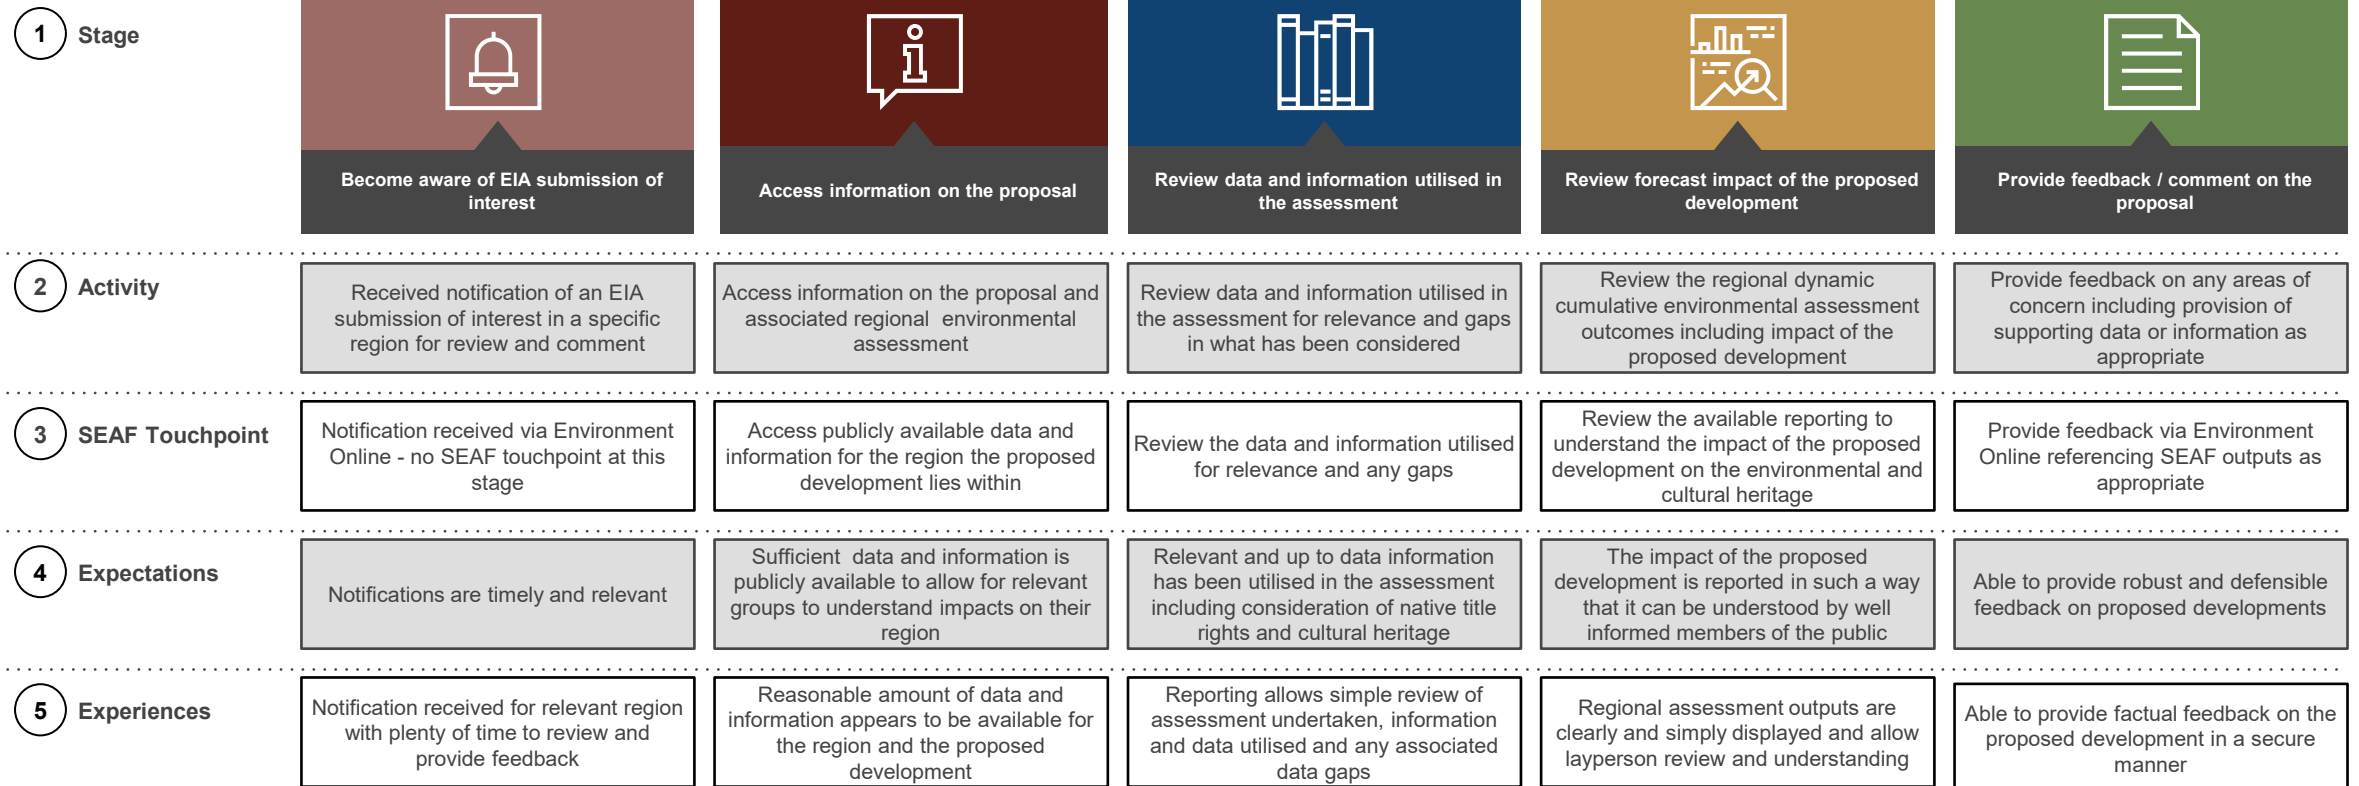 1 Stage
Become aware of EIA submission of
interest
Access information on the proposal
Review data and information utilised in
the assessment
Review forecast impact of the proposed
development
Provide feedback / comment on the
proposal
2 Activity
Received notification of an EIA
submission of interest in a specific
region for review and comment
Access information on the proposal and
associated regional environmental
assessment
Review data and information utilised in
the assessment for relevance and gaps
in what has been considered
Review the regional dynamic
cumulative environmental assessment
outcomes including impact of the
proposed development
Provide feedback on any areas of
concern including provision of
supporting data or information as
appropriate
3 SEAF Touchpoint
Notification received via Environment
Online - no SEAF touchpoint at this
stage
Access publicly available data and
information for the region the proposed
development lies within
Review the data and information utilised
for relevance and any gaps
Review the available reporting to
understand the impact of the proposed
development on the environmental and
cultural heritage
Provide feedback via Environment
Online referencing SEAF outputs as
appropriate
4 Expectations
Notifications are timely and relevant
Sufficient data and information is
publicly available to allow for relevant
groups to understand impacts on their
region
Relevant and up to data information
has been utilised in the assessment
including consideration of native title
rights and cultural heritage
The impact of the proposed
development is reported in such a way
that it can be understood by well
informed members of the public
Able to provide robust and defensible
feedback on proposed developments
5 Experiences
Notification received for relevant region
with plenty of time to review and
provide feedback
Reasonable amount of data and
information appears to be available for
the region and the proposed
development
Reporting allows simple review of
assessment undertaken, information
and data utilised and any associated
data gaps
Regional assessment outputs are
clearly and simply displayed and allow
layperson review and understanding
Able to provide factual feedback on the
proposed development in a secure
manner